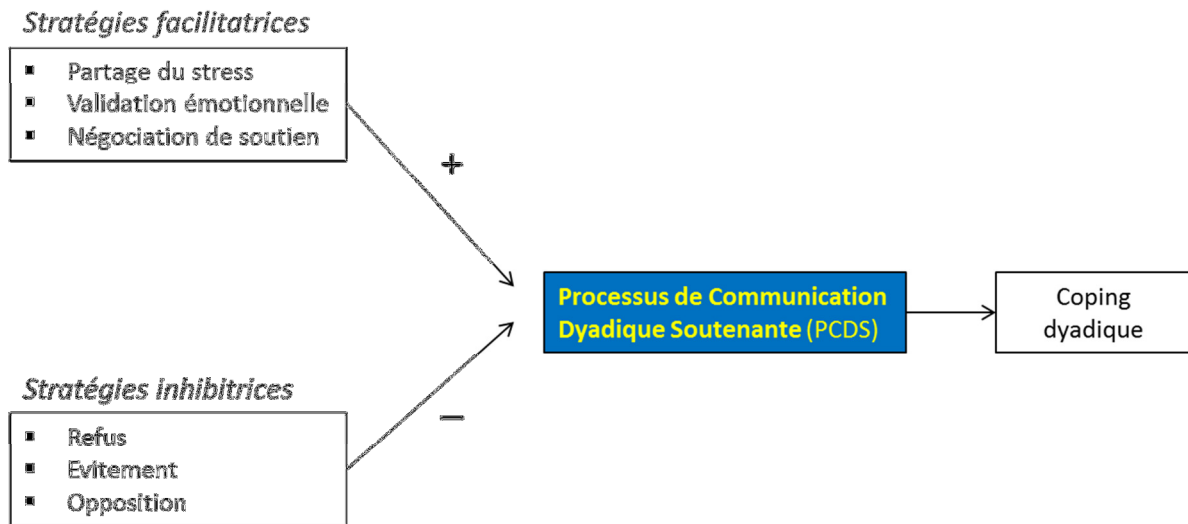 Stratégies facilitatrices
▪ Partage du stress
▪ Validation émotionnelle
▪ Négociation de soutien
+
Processus de Communication
Dyadique Soutenante (PCDS)
Coping
dyadique
Stratégies inhibitrices
–
▪ Refus
▪ Evitement
▪ Opposition